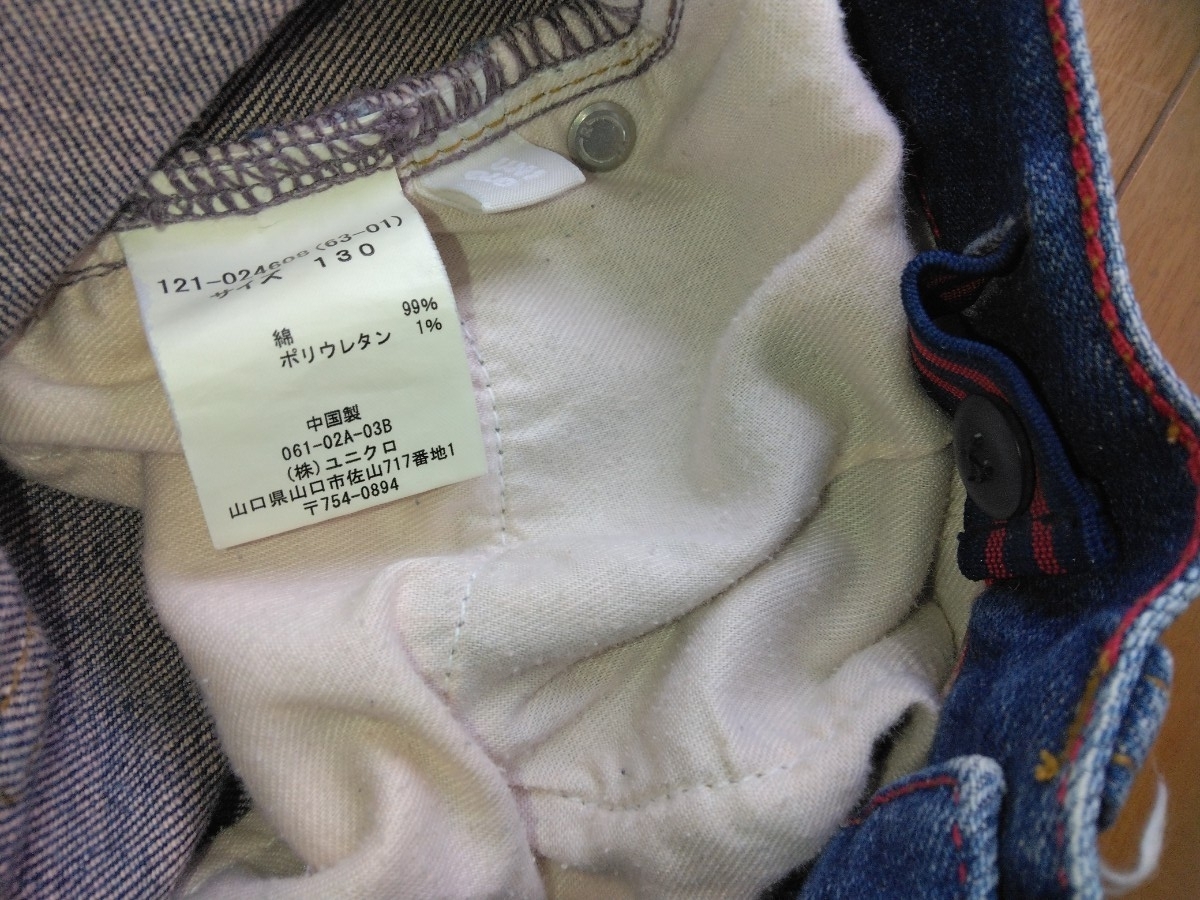 121-024698(63-01)
サイズ 130
綿 99%
ポリウレタン 1%
中国製
061-02A-03B
(株)ユニクロ
山口県山口市佐山717番地1
〒754-0894